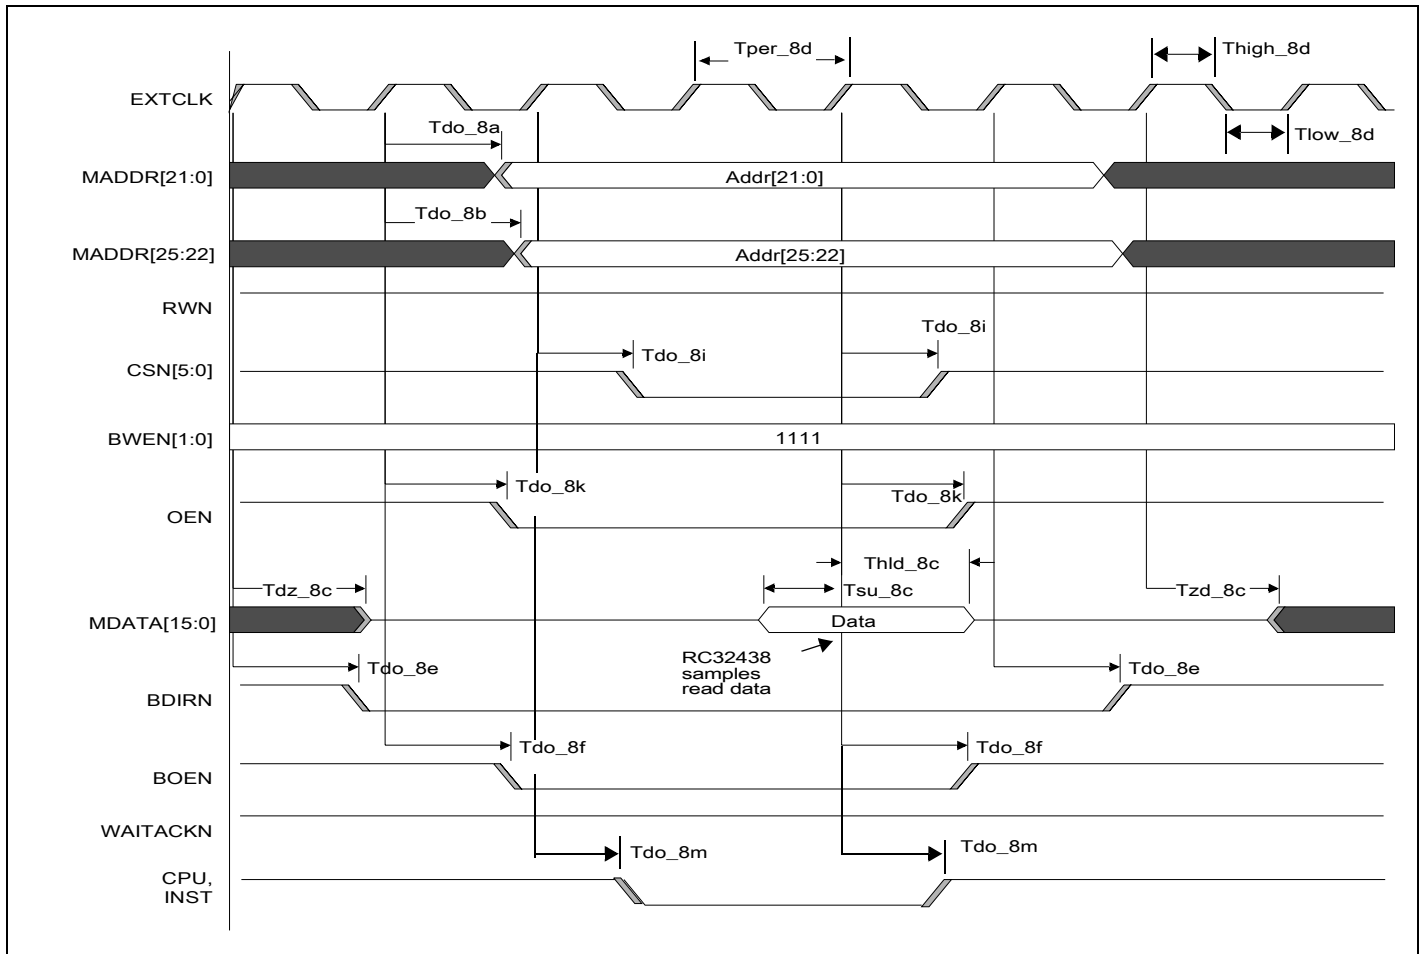 Tper_8d
Thigh_8d
EXTCLK
Tdo_8a
Tlow_8d
MADDR[21:0]
Addr[21:0]
Tdo_8b
MADDR[25:22]
Addr[25:22]
RWN
Tdo_8i
Tdo_8i
CSN[5:0]
BWEN[1:0]
1111
Tdo_8k
Tdo_8k
OEN
Thld_8c
Tdz_8c
Tsu_8c
Tzd_8c
MDATA[15:0]
Data
RC32438
samples
read data
Tdo_8e
Tdo_8e
BDIRN
Tdo_8f
Tdo_8f
BOEN
WAITACKN
Tdo_8m
Tdo_8m
CPU,
INST